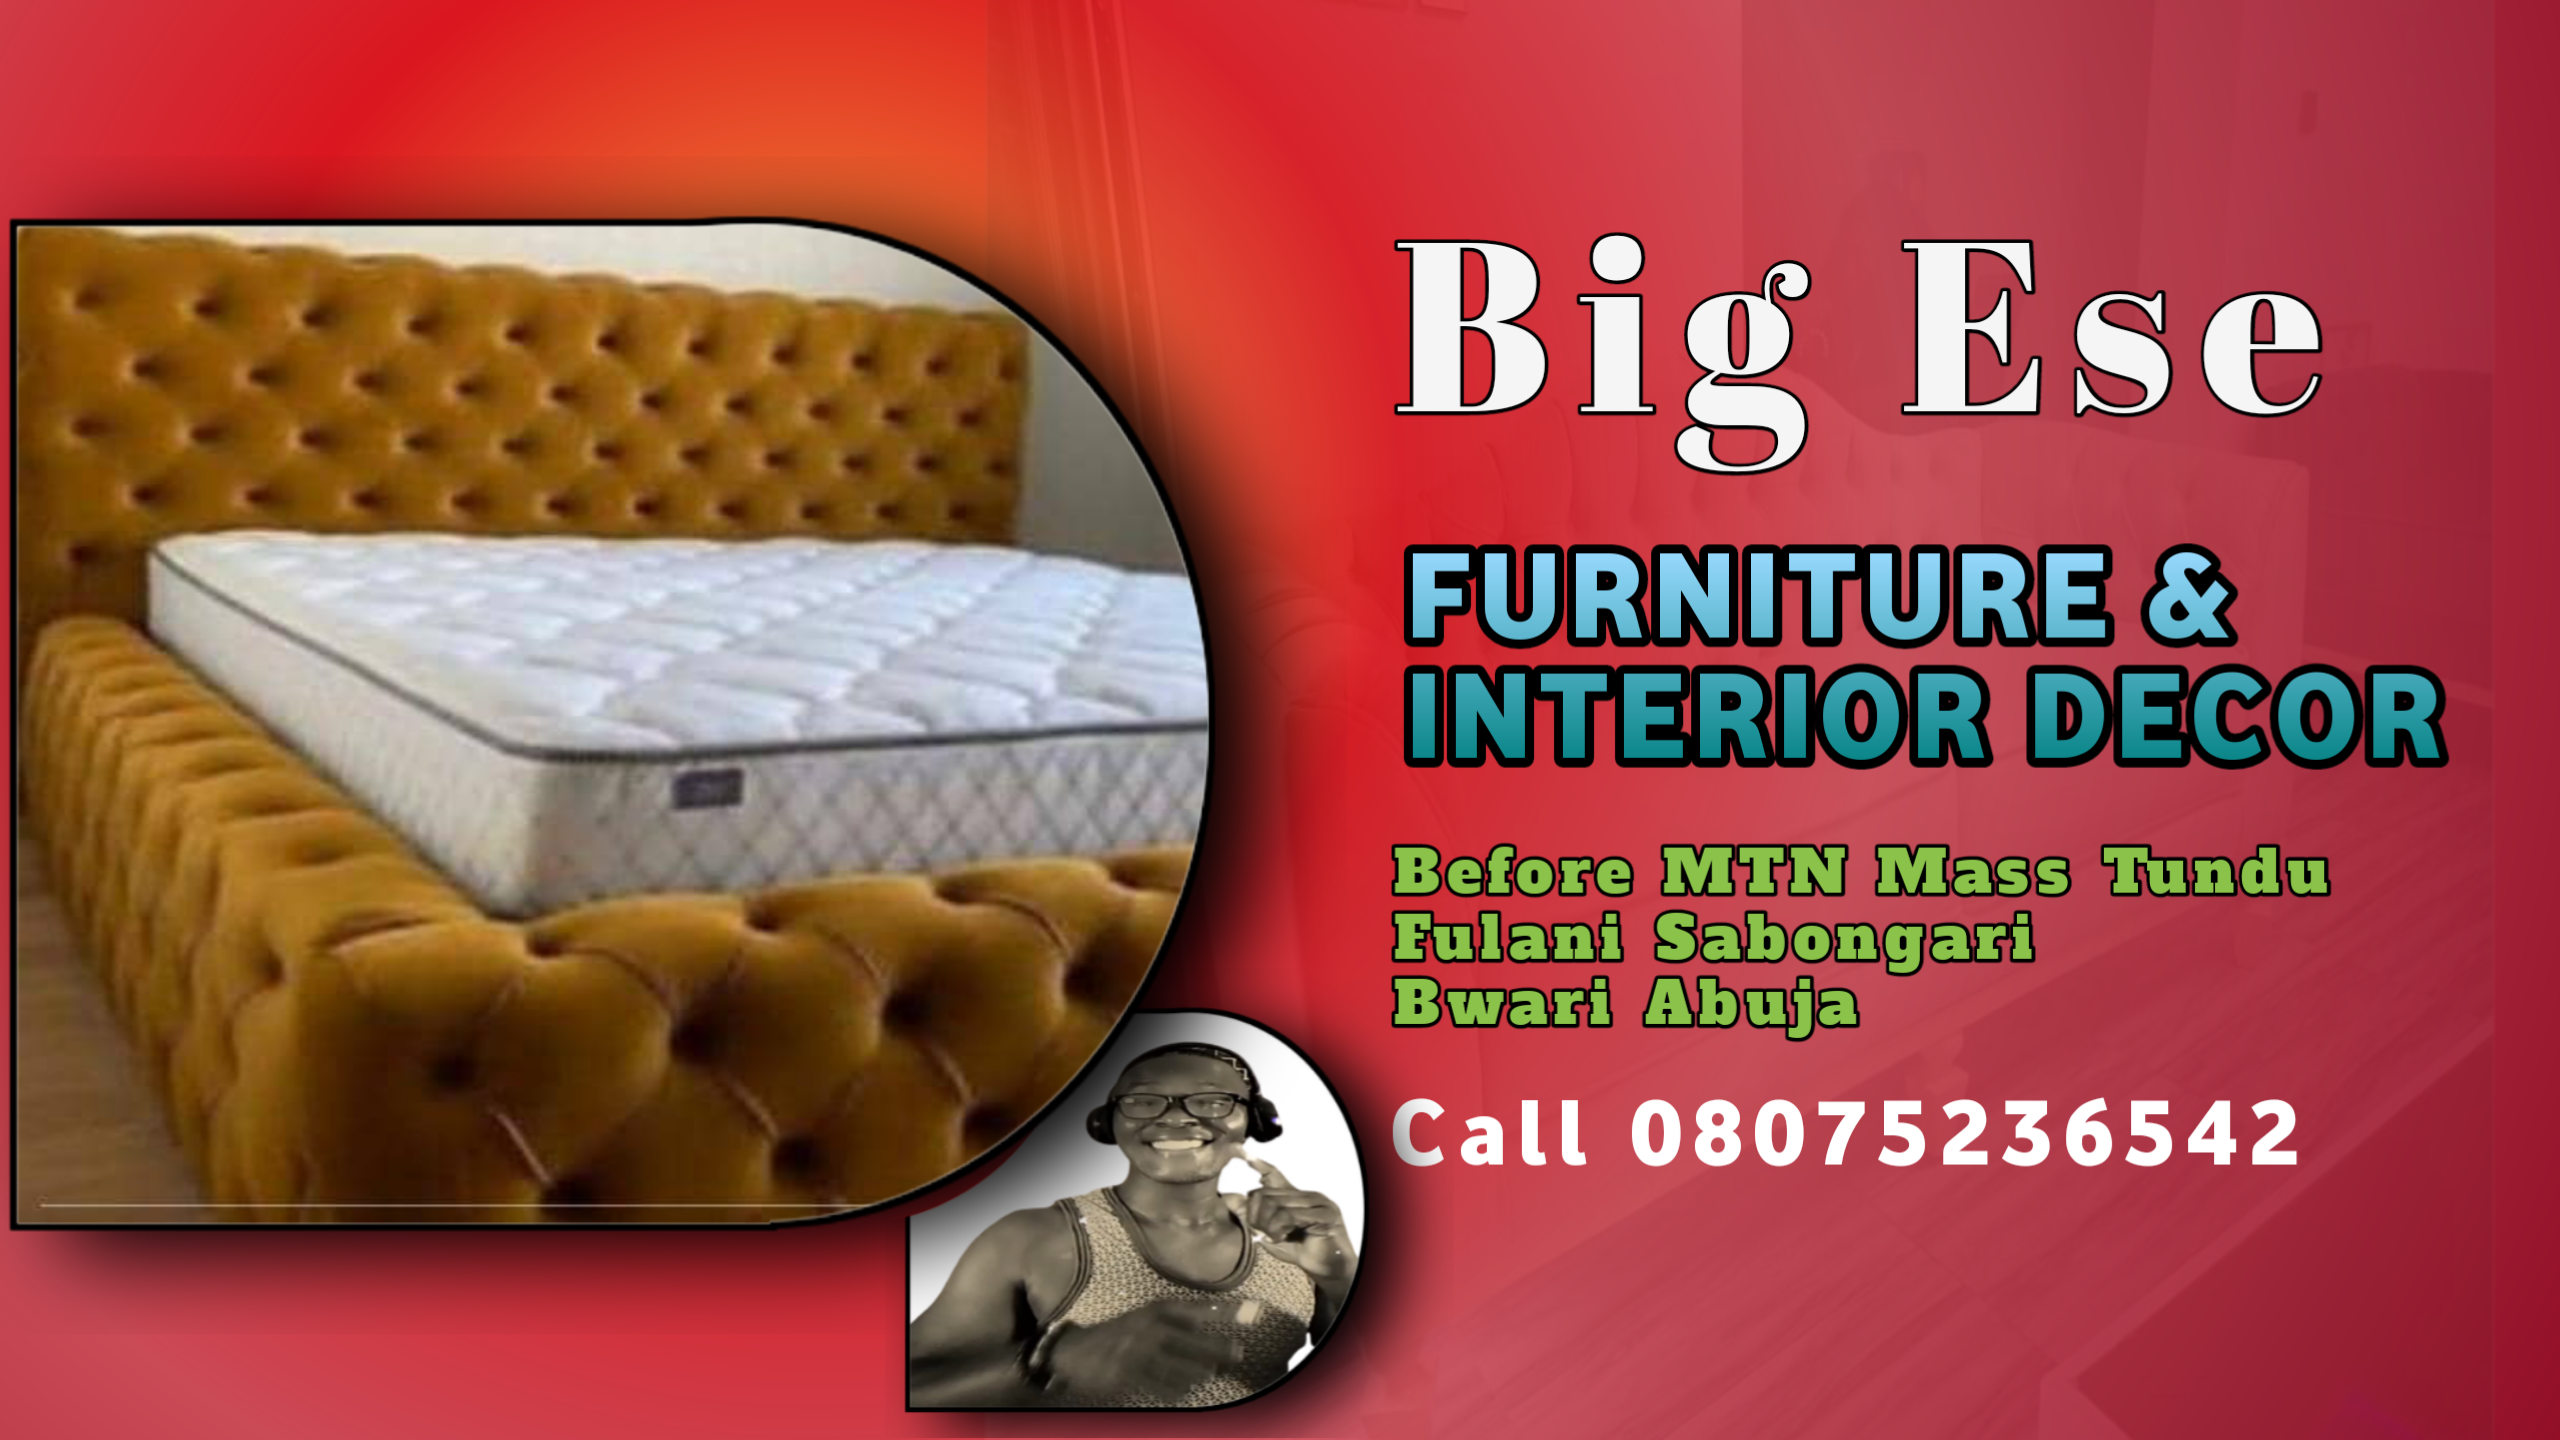 Big Ese
FURNITURE &
INTERIOR DECOR
Before MTN Mass Tundu
Fulani Sabongari
Bwari Abuja
Call 08075236542